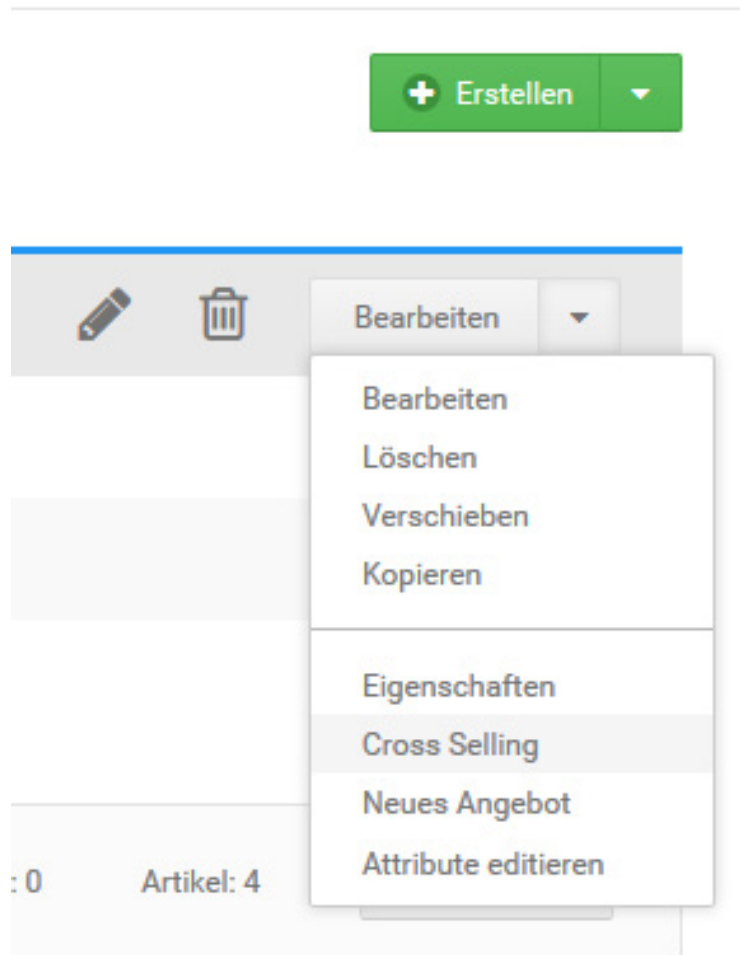 Erstellen
Bearbeiten
Bearbeiten
Löschen
Verschieben
Kopieren
Eigenschaften
Cross Selling
Neues Angebot
Attribute editieren
: 0 Artikel: 4